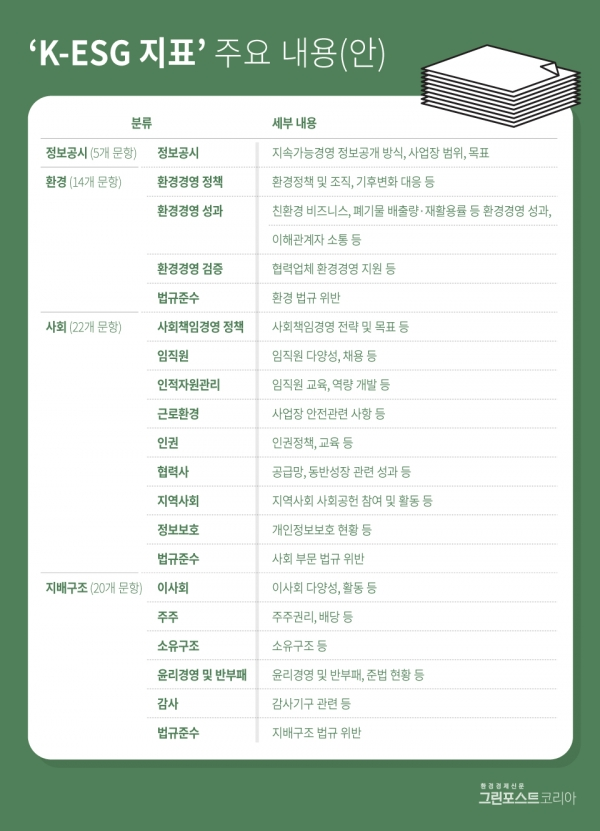 ‘K-ESG 지표’ 주요 내용(안)
분류 세부 내용
정보공시 (5개 문항) 정보공시 지속가능경영 정보공개 방식, 사업장 범위, 목표
환경 (14개 문항) 환경경영 정책 환경정책 및 조직, 기후변화 대응 등
환경경영 성과 친환경 비즈니스, 폐기물 배출량·재활용률 등 환경경영 성과,
이해관계자 소통 등
환경경영 검증 협력업체 환경경영 지원 등
법규준수 환경 법규 위반
사회 (22개 문항) 사회책임경영 정책 사회책임경영 전략 및 목표 등
임직원 임직원 다양성, 채용 등
인적자원관리 임직원 교육, 역량 개발 등
근로환경 사업장 안전관련 사항 등
인권 인권정책, 교육 등
협력사 공급망, 동반성장 관련 성과 등
지역사회 지역사회 사회공헌 참여 및 활동 등
정보보호 개인정보보호 현황 등
법규준수 사회 부문 법규 위반
지배구조 (20개 문항) 이사회 이사회 다양성, 활동 등
주주 주주권리, 배당 등
소유구조 소유구조 등
윤리경영 및 반부패 윤리경영 및 반부패, 준법 현황 등
감사 감사기구 관련 등
법규준수 지배구조 법규 위반
환경경제신문
그린포스트코리아